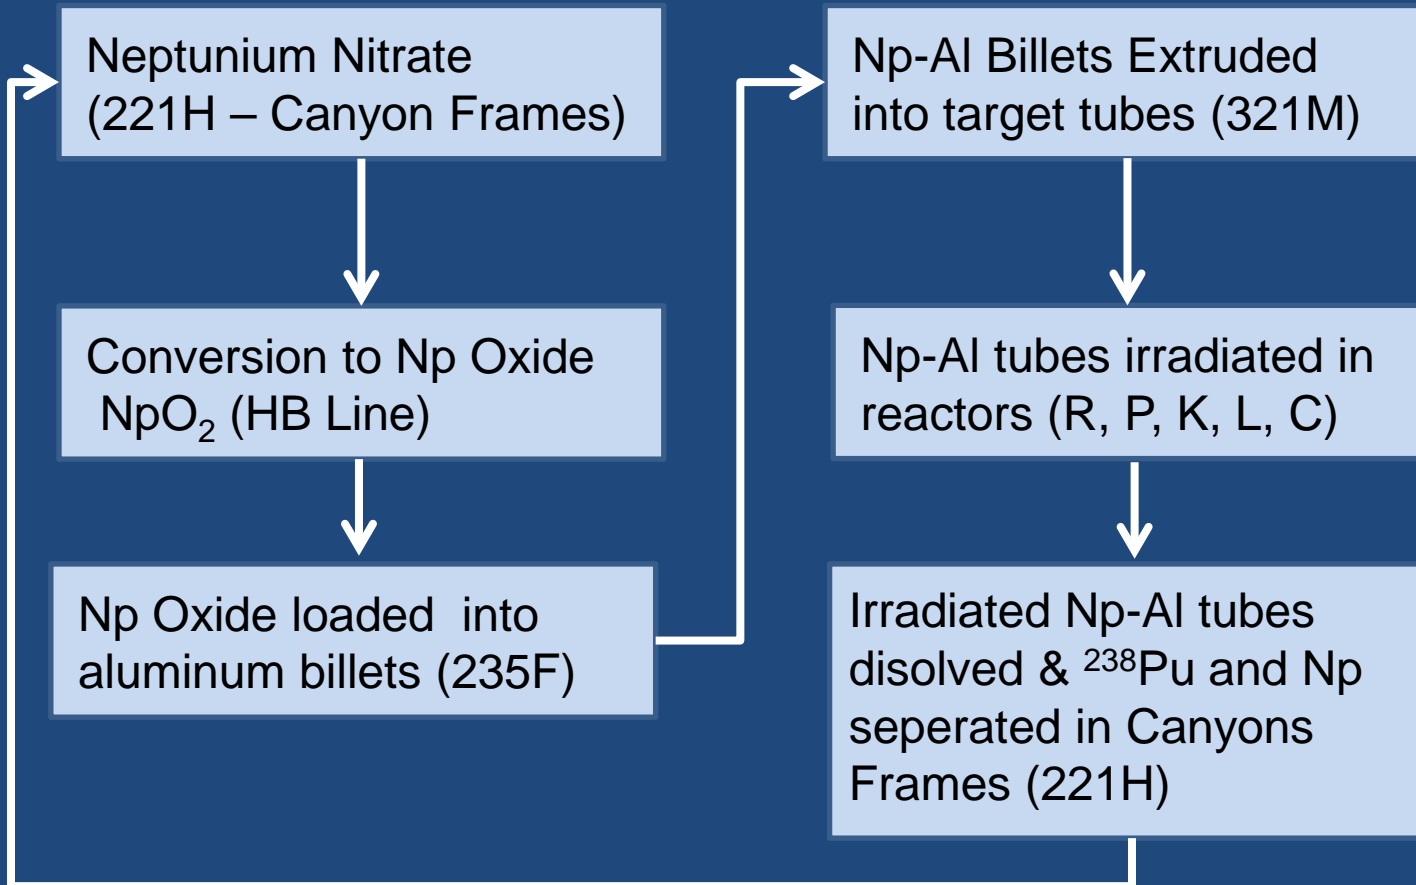 Neptunium Nitrate
(221H – Canyon Frames)
Conversion to Np Oxide
NpO₂ (HB Line)
Np Oxide loaded  into
aluminum billets (235F)
Np-Al Billets Extruded
into target tubes (321M)
Np-Al tubes irradiated in
reactors (R, P, K, L, C)
Irradiated Np-Al tubes
disolved & ²³⁸Pu and Np
seperated in Canyons
Frames (221H)